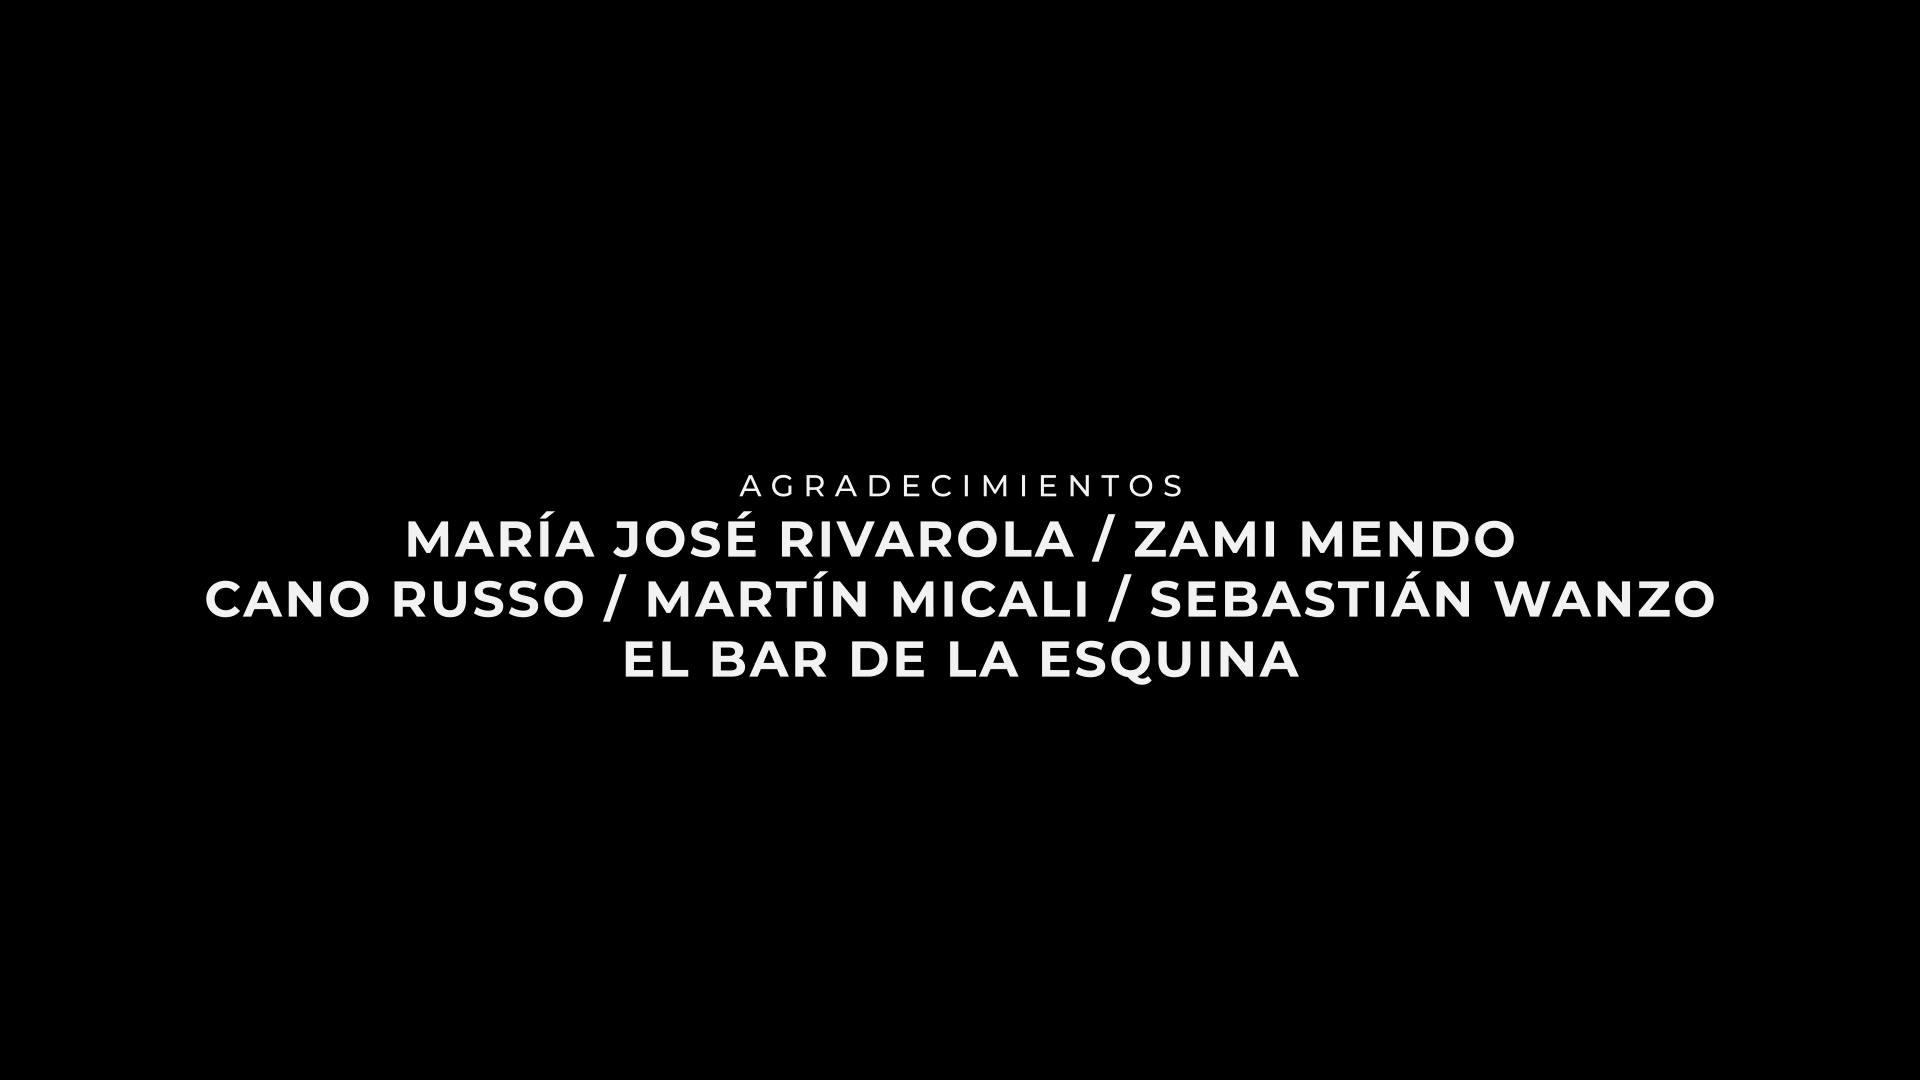 AGRADECIMIENTOS
MARÍA JOSÉ RIVAROLA / ZAMI MENDO
CANO RUSSO / MARTÍN MICALI / SEBASTIÁN WANZO
EL BAR DE LA ESQUINA